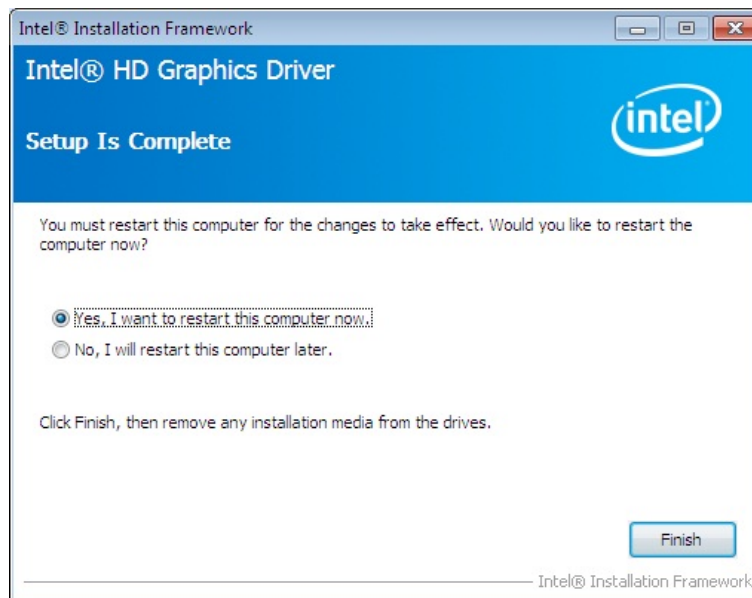 Intel® Installation Framework
Intel® HD Graphics Driver
intel®
Setup Is Complete
You must restart this computer for the changes to take effect. Would you like to restart the
computer now?
Yes, I want to restart this computer now.
No, I will restart this computer later.
Click Finish, then remove any installation media from the drives.
Finish
Intel® Installation Framework